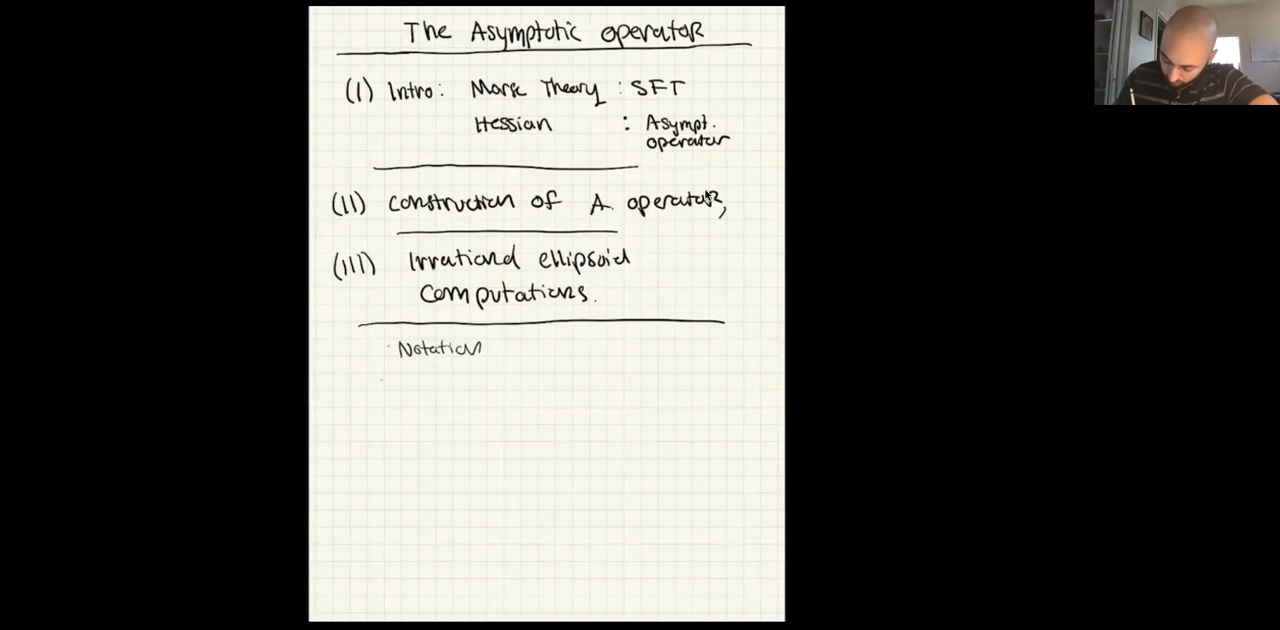 The Asymptotic operator
(I) Intro: Morse Theory : SFT
Hessian : Asympt. operator
(II) Construction of A. operator,
(III) Irrational ellipsoid
Computations.
Notation